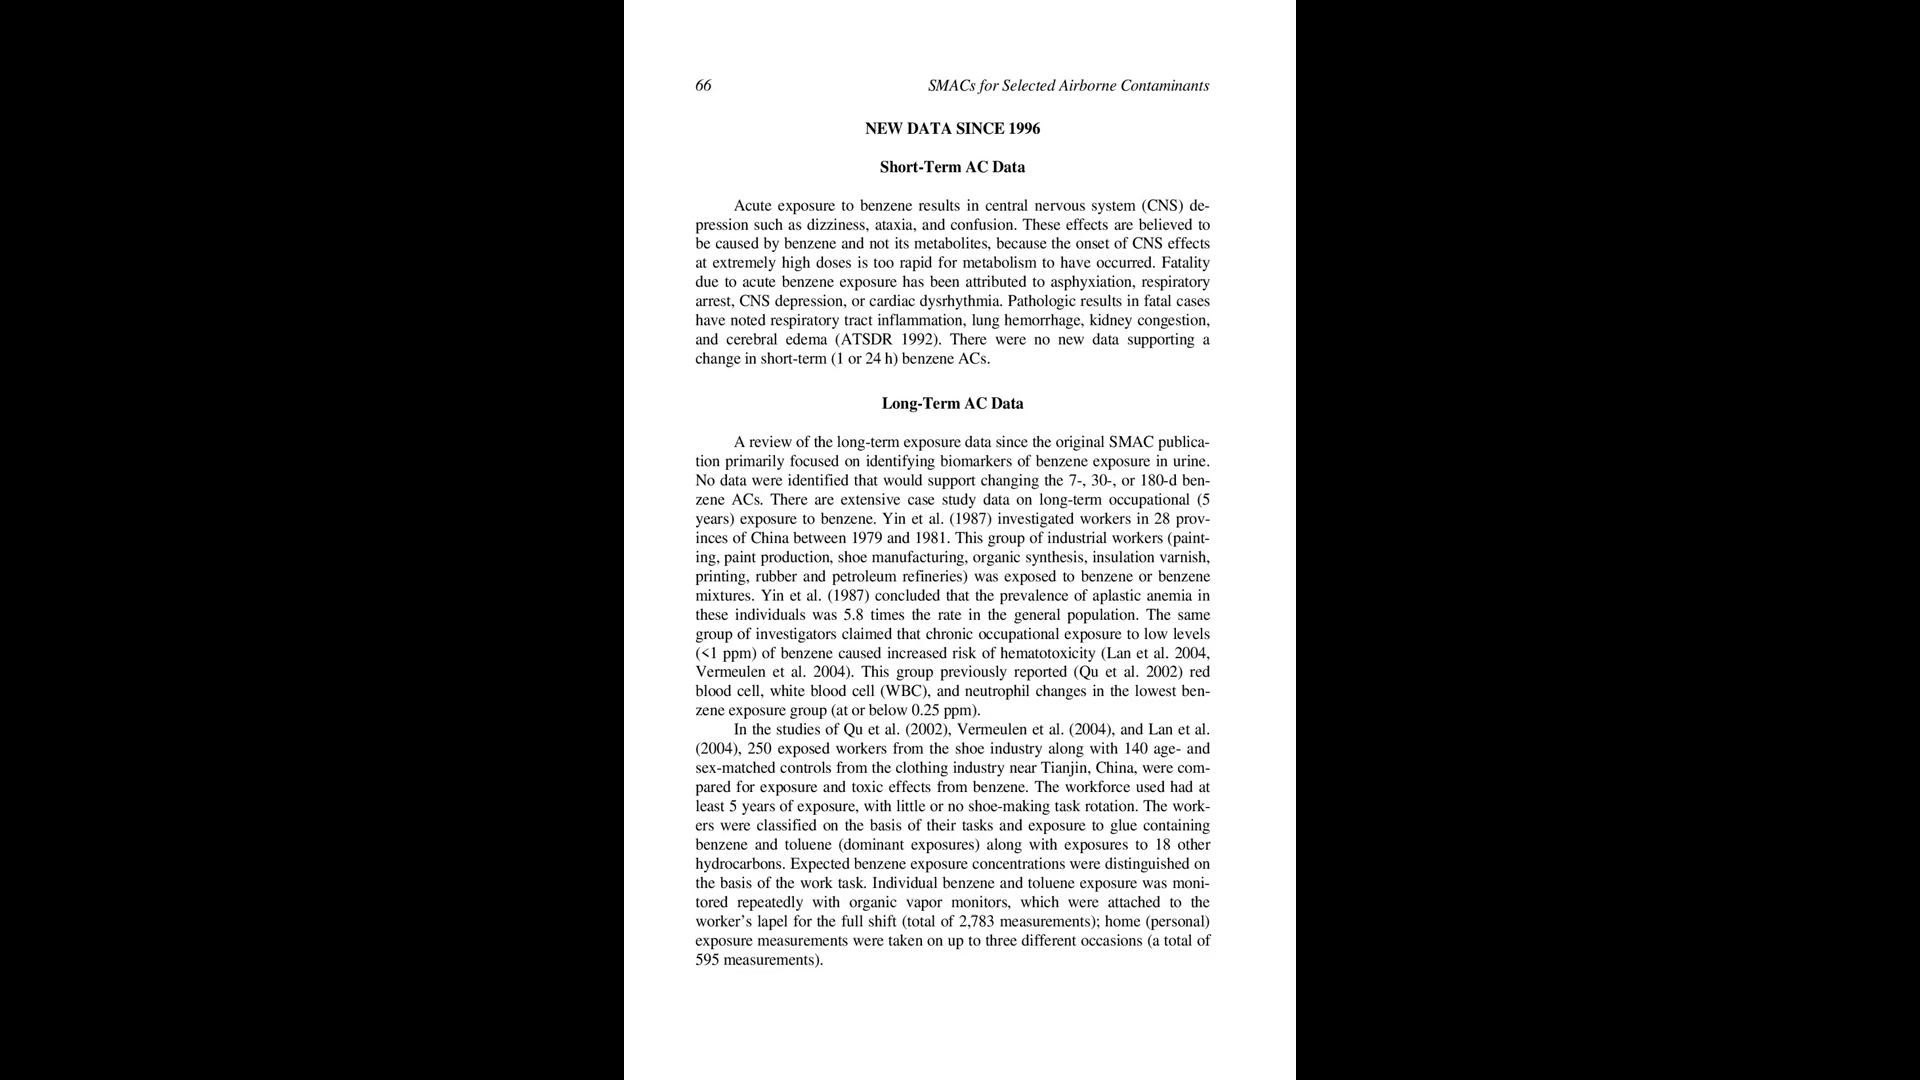 66 SMACs for Selected Airborne Contaminants
NEW DATA SINCE 1996
Short-Term AC Data
Acute exposure to benzene results in central nervous system (CNS) de-
pression such as dizziness, ataxia, and confusion. These effects are believed to
be caused by benzene and not its metabolites, because the onset of CNS effects
at extremely high doses is too rapid for metabolism to have occurred. Fatality
due to acute benzene exposure has been attributed to asphyxiation, respiratory
arrest, CNS depression, or cardiac dysrhythmia. Pathologic results in fatal cases
have noted respiratory tract inflammation, lung hemorrhage, kidney congestion,
and cerebral edema (ATSDR 1992). There were no new data supporting a
change in short-term (1 or 24 h) benzene ACs.
Long-Term AC Data
A review of the long-term exposure data since the original SMAC publica-
tion primarily focused on identifying biomarkers of benzene exposure in urine.
No data were identified that would support changing the 7-, 30-, or 180-d ben-
zene ACs. There are extensive case study data on long-term occupational (5
years) exposure to benzene. Yin et al. (1987) investigated workers in 28 prov-
inces of China between 1979 and 1981. This group of industrial workers (paint-
ing, paint production, shoe manufacturing, organic synthesis, insulation varnish,
printing, rubber and petroleum refineries) was exposed to benzene or benzene
mixtures. Yin et al. (1987) concluded that the prevalence of aplastic anemia in
these individuals was 5.8 times the rate in the general population. The same
group of investigators claimed that chronic occupational exposure to low levels
(<1 ppm) of benzene caused increased risk of hematotoxicity (Lan et al. 2004,
Vermeulen et al. 2004). This group previously reported (Qu et al. 2002) red
blood cell, white blood cell (WBC), and neutrophil changes in the lowest ben-
zene exposure group (at or below 0.25 ppm).
In the studies of Qu et al. (2002), Vermeulen et al. (2004), and Lan et al.
(2004), 250 exposed workers from the shoe industry along with 140 age- and
sex-matched controls from the clothing industry near Tianjin, China, were com-
pared for exposure and toxic effects from benzene. The workforce used had at
least 5 years of exposure, with little or no shoe-making task rotation. The work-
ers were classified on the basis of their tasks and exposure to glue containing
benzene and toluene (dominant exposures) along with exposures to 18 other
hydrocarbons. Expected benzene exposure concentrations were distinguished on
the basis of the work task. Individual benzene and toluene exposure was moni-
tored repeatedly with organic vapor monitors, which were attached to the
worker's lapel for the full shift (total of 2,783 measurements); home (personal)
exposure measurements were taken on up to three different occasions (a total of
595 measurements).